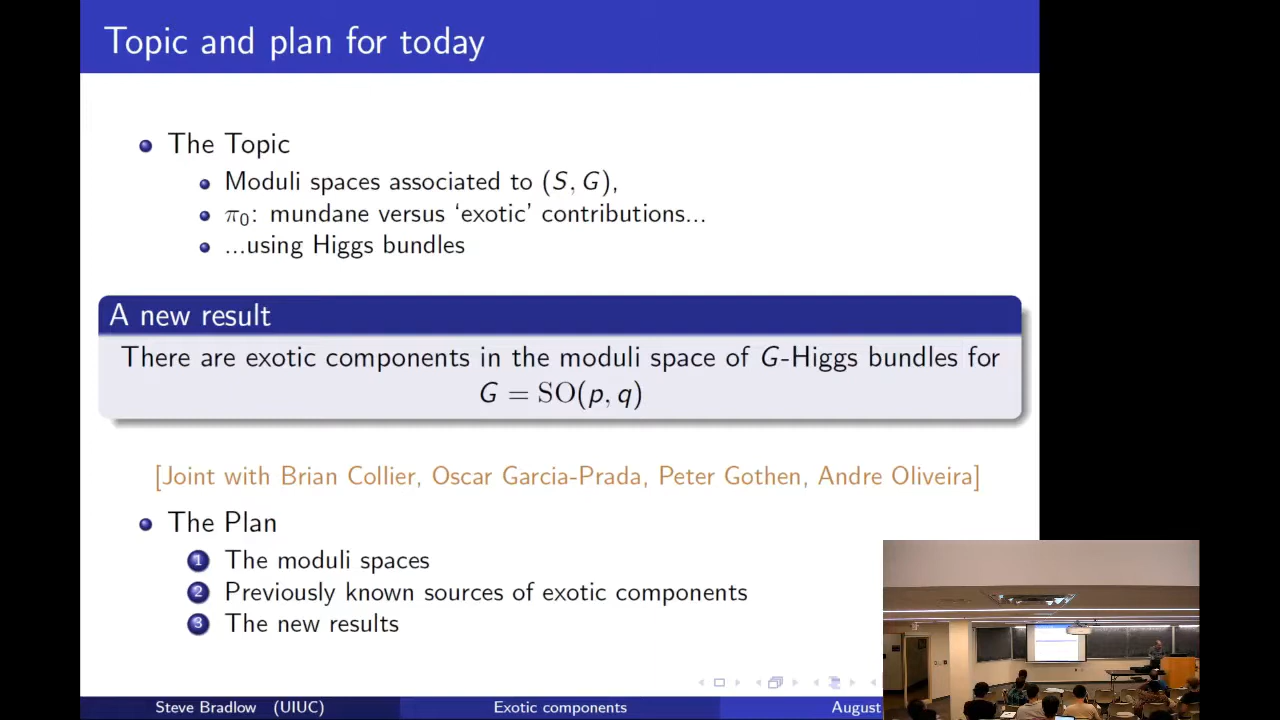 Topic and plan for today
The Topic
Moduli spaces associated to (S, G),
π₀: mundane versus ‘exotic’ contributions...
...using Higgs bundles
A new result
There are exotic components in the moduli space of G-Higgs bundles for
G = SO(p, q)
[Joint with Brian Collier, Oscar Garcia-Prada, Peter Gothen, Andre Oliveira]
The Plan
1 The moduli spaces
2 Previously known sources of exotic components
3 The new results
Steve Bradlow (UIUC) Exotic components August